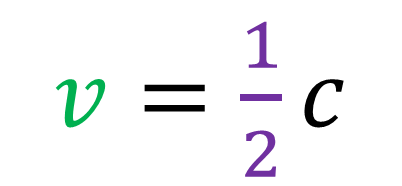 v = 1/2 c